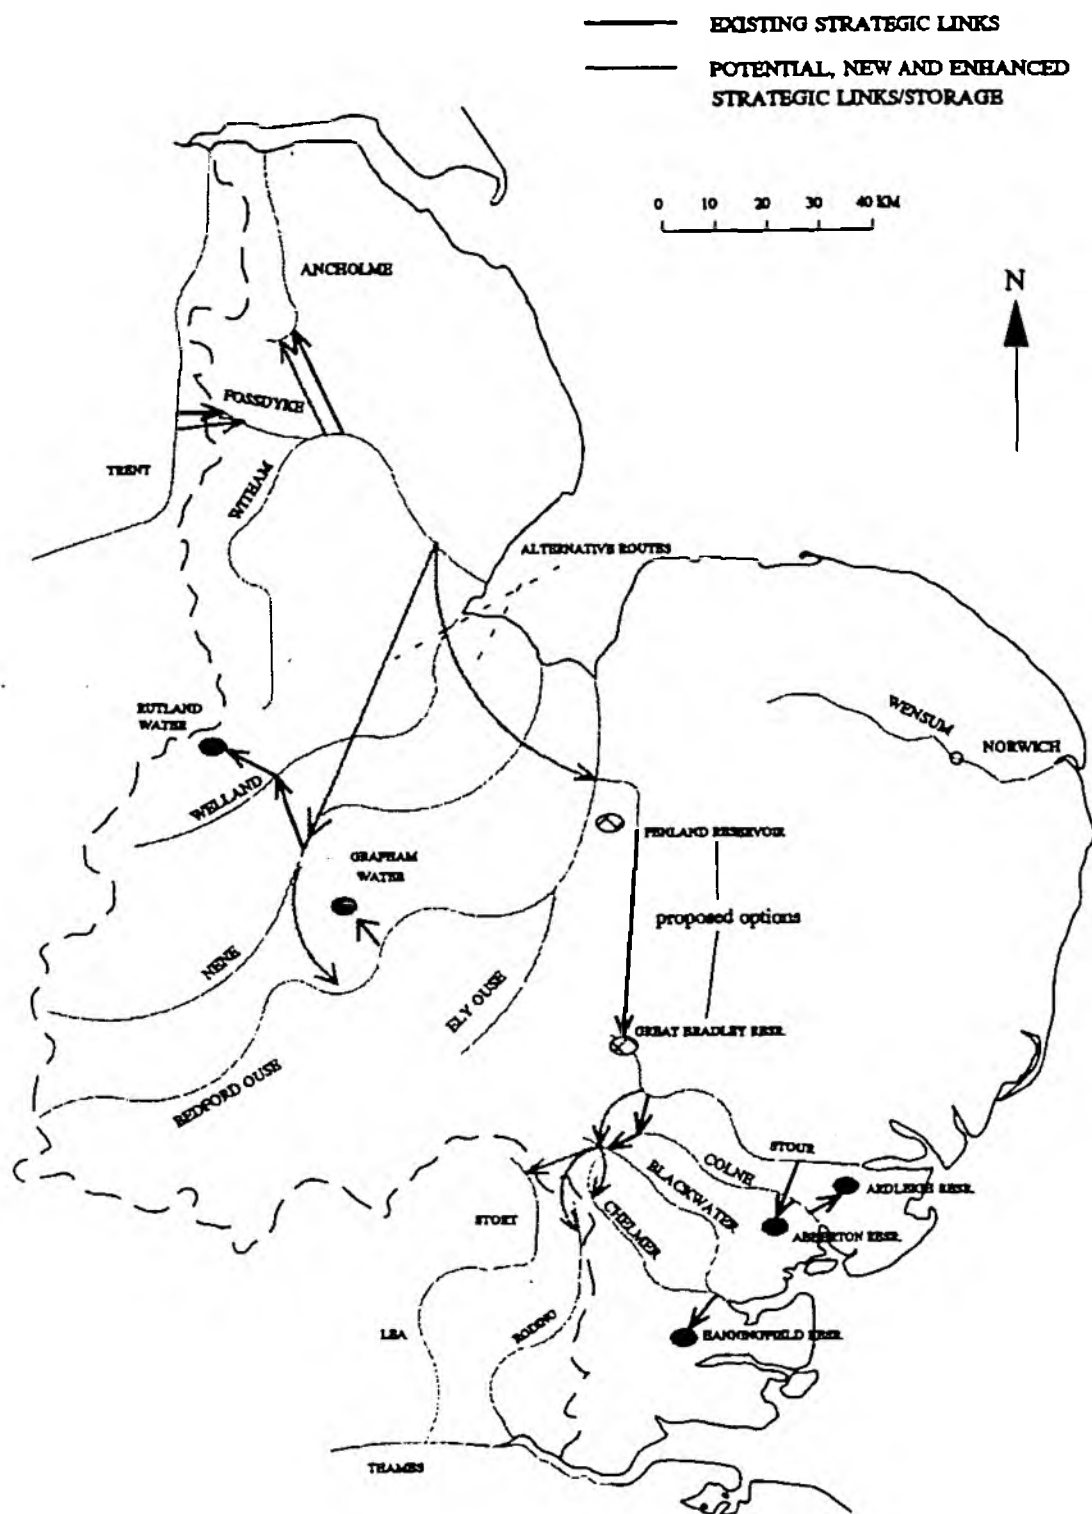 EXISTING STRATEGIC LINKS
POTENTIAL, NEW AND ENHANCED
STRATEGIC LINKS/STORAGE
0 10 20 30 40 KM
N
ANCHOLME
FOSSDYKE
TRENT
WITHAM
ALTERNATIVE ROUTES
RUTLAND
WATER
WENSUM
NORWICH
WELLAND
FENLAND RESERVOIR
GRAFHAM
WATER
proposed options
NENE
ELY OUSE
GREAT BRADLEY RESR.
BEDFORD OUSE
STOUR
COLNE
BLACKWATER
ARDLEIGH RESR.
CHELMER
STORT
ABBERTON RESR.
LEA
RODING
HANNINGFIELD RESR.
THAMES